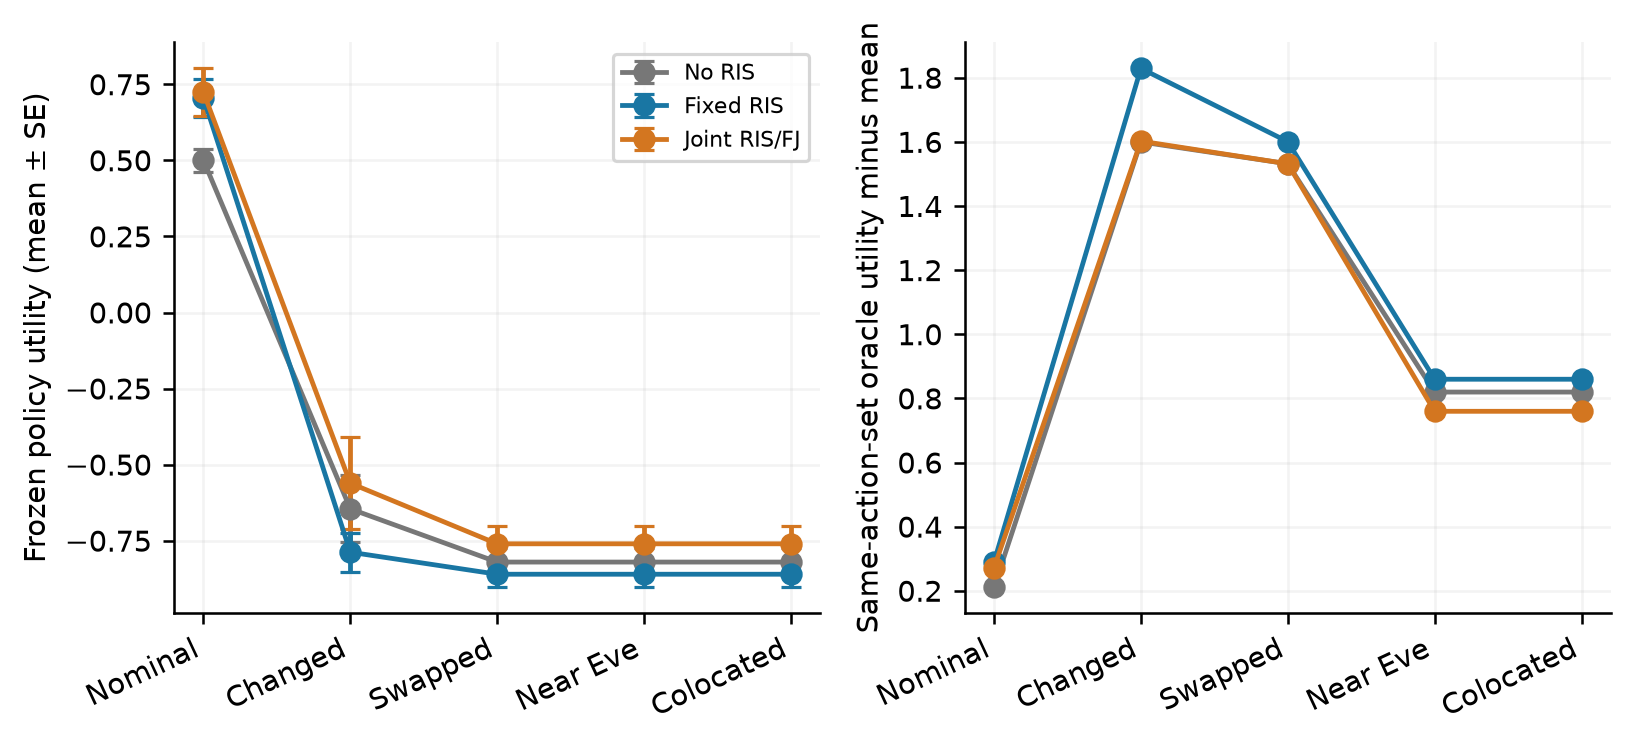 Frozen policy utility (mean ± SE)
0.75
0.50
0.25
0.00
−0.25
−0.50
−0.75
No RIS
Fixed RIS
Joint RIS/FJ
Nominal
Changed
Swapped
Near Eve
Colocated
Same-action-set oracle utility minus mean
1.8
1.6
1.4
1.2
1.0
0.8
0.6
0.4
0.2
Nominal
Changed
Swapped
Near Eve
Colocated